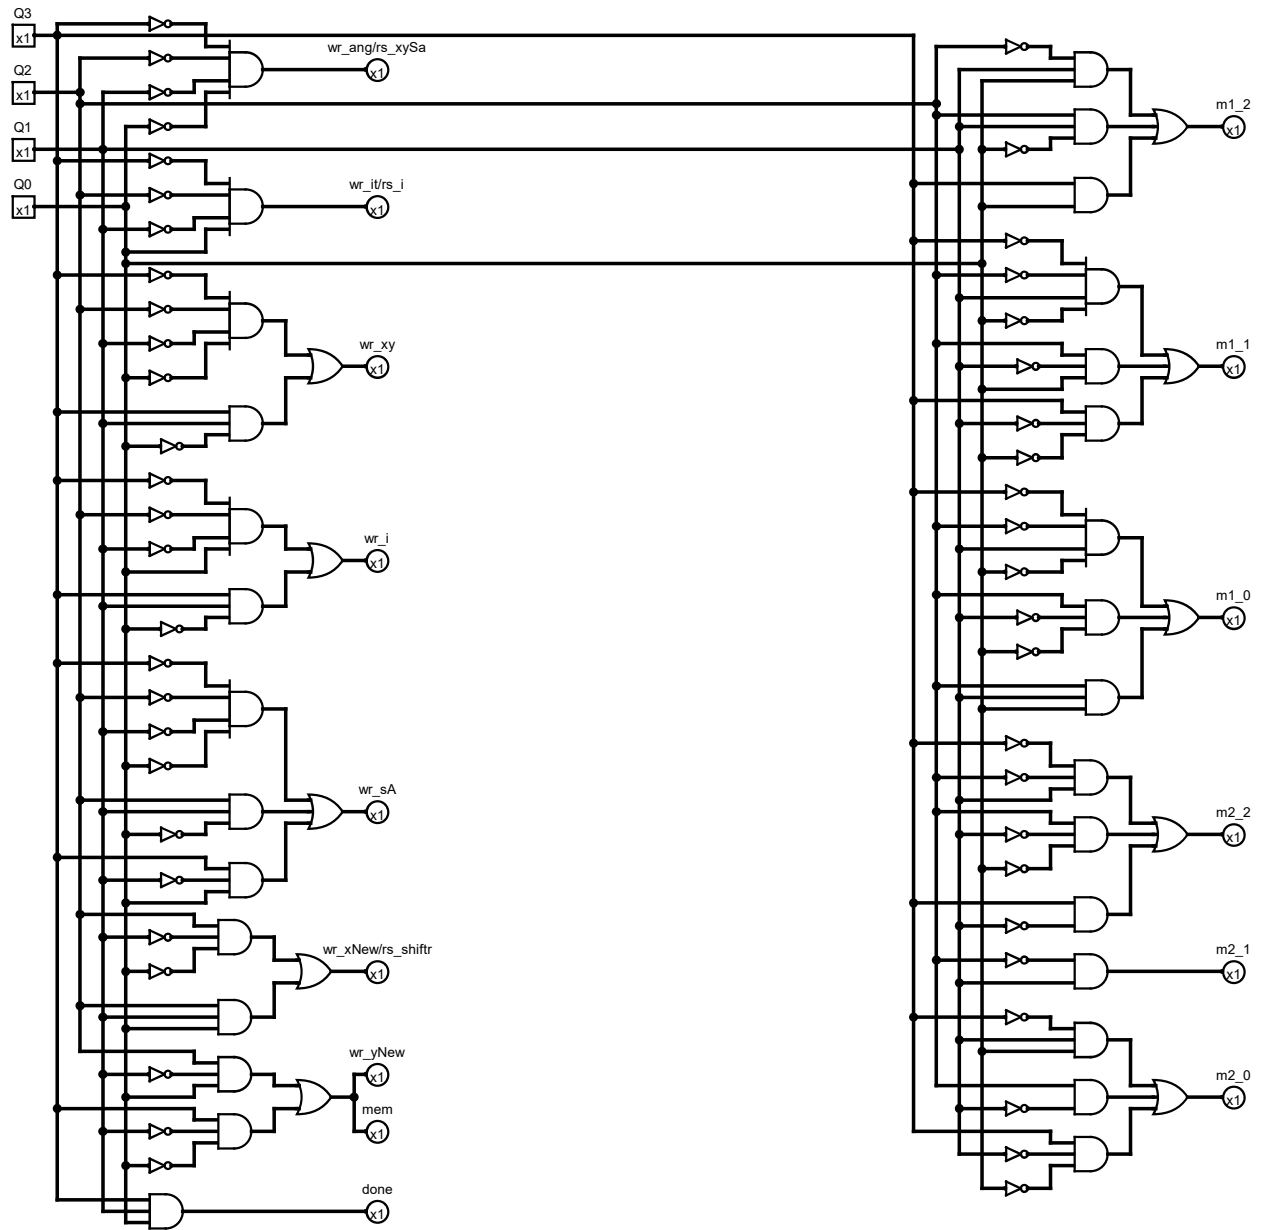 Q3
x1
Q2
x1
Q1
x1
Q0
x1
wr_ang/rs_xySa
x1
wr_it/rs_i
x1
wr_xy
x1
wr_i
x1
wr_sA
x1
wr_xNew/rs_shiftr
x1
wr_yNew
x1
mem
x1
done
x1
m1_2
x1
m1_1
x1
m1_0
x1
m2_2
x1
m2_1
x1
m2_0
x1